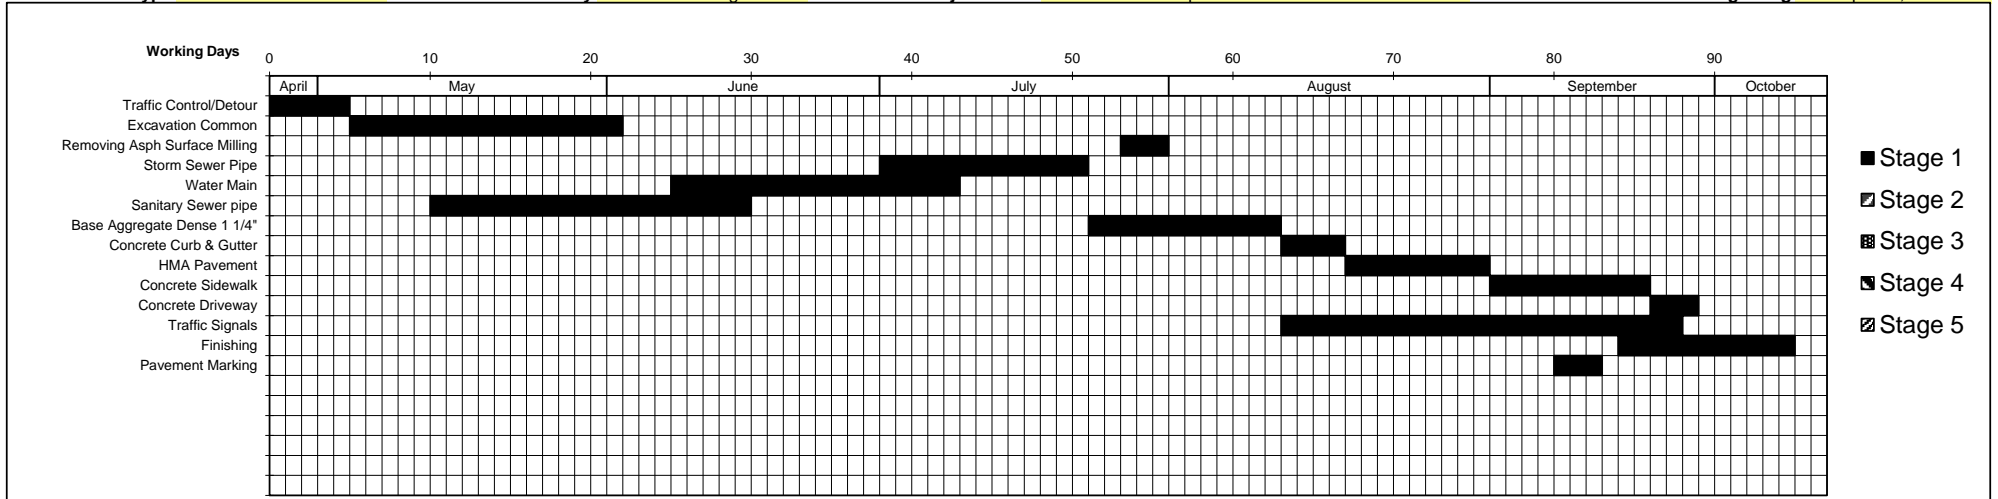 Working Days
0 10 20 30 40 50 60 70 80 90
April May June July August September October
Traffic Control/Detour
Excavation Common
Removing Asph Surface Milling
Storm Sewer Pipe
Water Main
Sanitary Sewer pipe
Base Aggregate Dense 1 1/4"
Concrete Curb & Gutter
HMA Pavement
Concrete Sidewalk
Concrete Driveway
Traffic Signals
Finishing
Pavement Marking
Stage 1
Stage 2
Stage 3
Stage 4
Stage 5